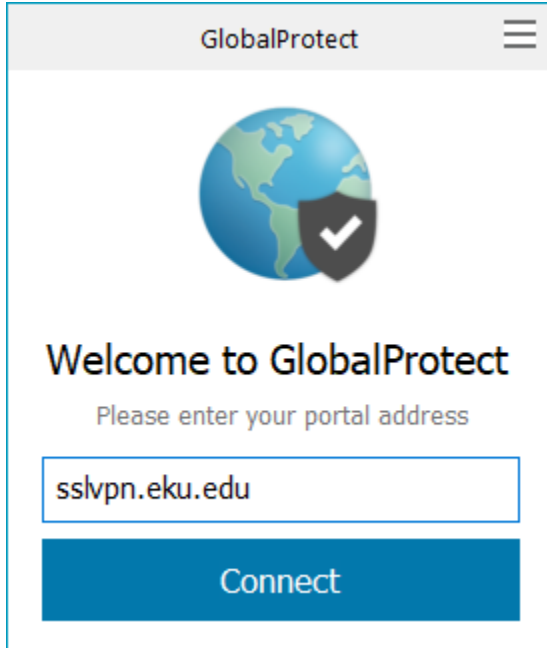 GlobalProtect
Welcome to GlobalProtect
Please enter your portal address
sslvpn.eku.edu
Connect